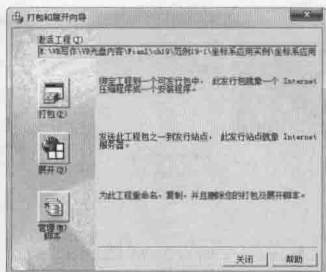 打包和展开向导
激活工程(O)
E:\VB写作\VB光盘内容\Final\ch19\范例19-1\坐标系应用实例\坐标系应用
绑定工程到一个可发行包中， 此发行包就象一个 Internet
压缩程序或一个安装程序。
打包(P)
发送此工程包之一到发行站点， 此发行站点就象 Internet
服务器。
展开(D)
为此工程重命名，复制，并且删除您的打包及展开脚本。
管理(M)
脚本
关闭
帮助